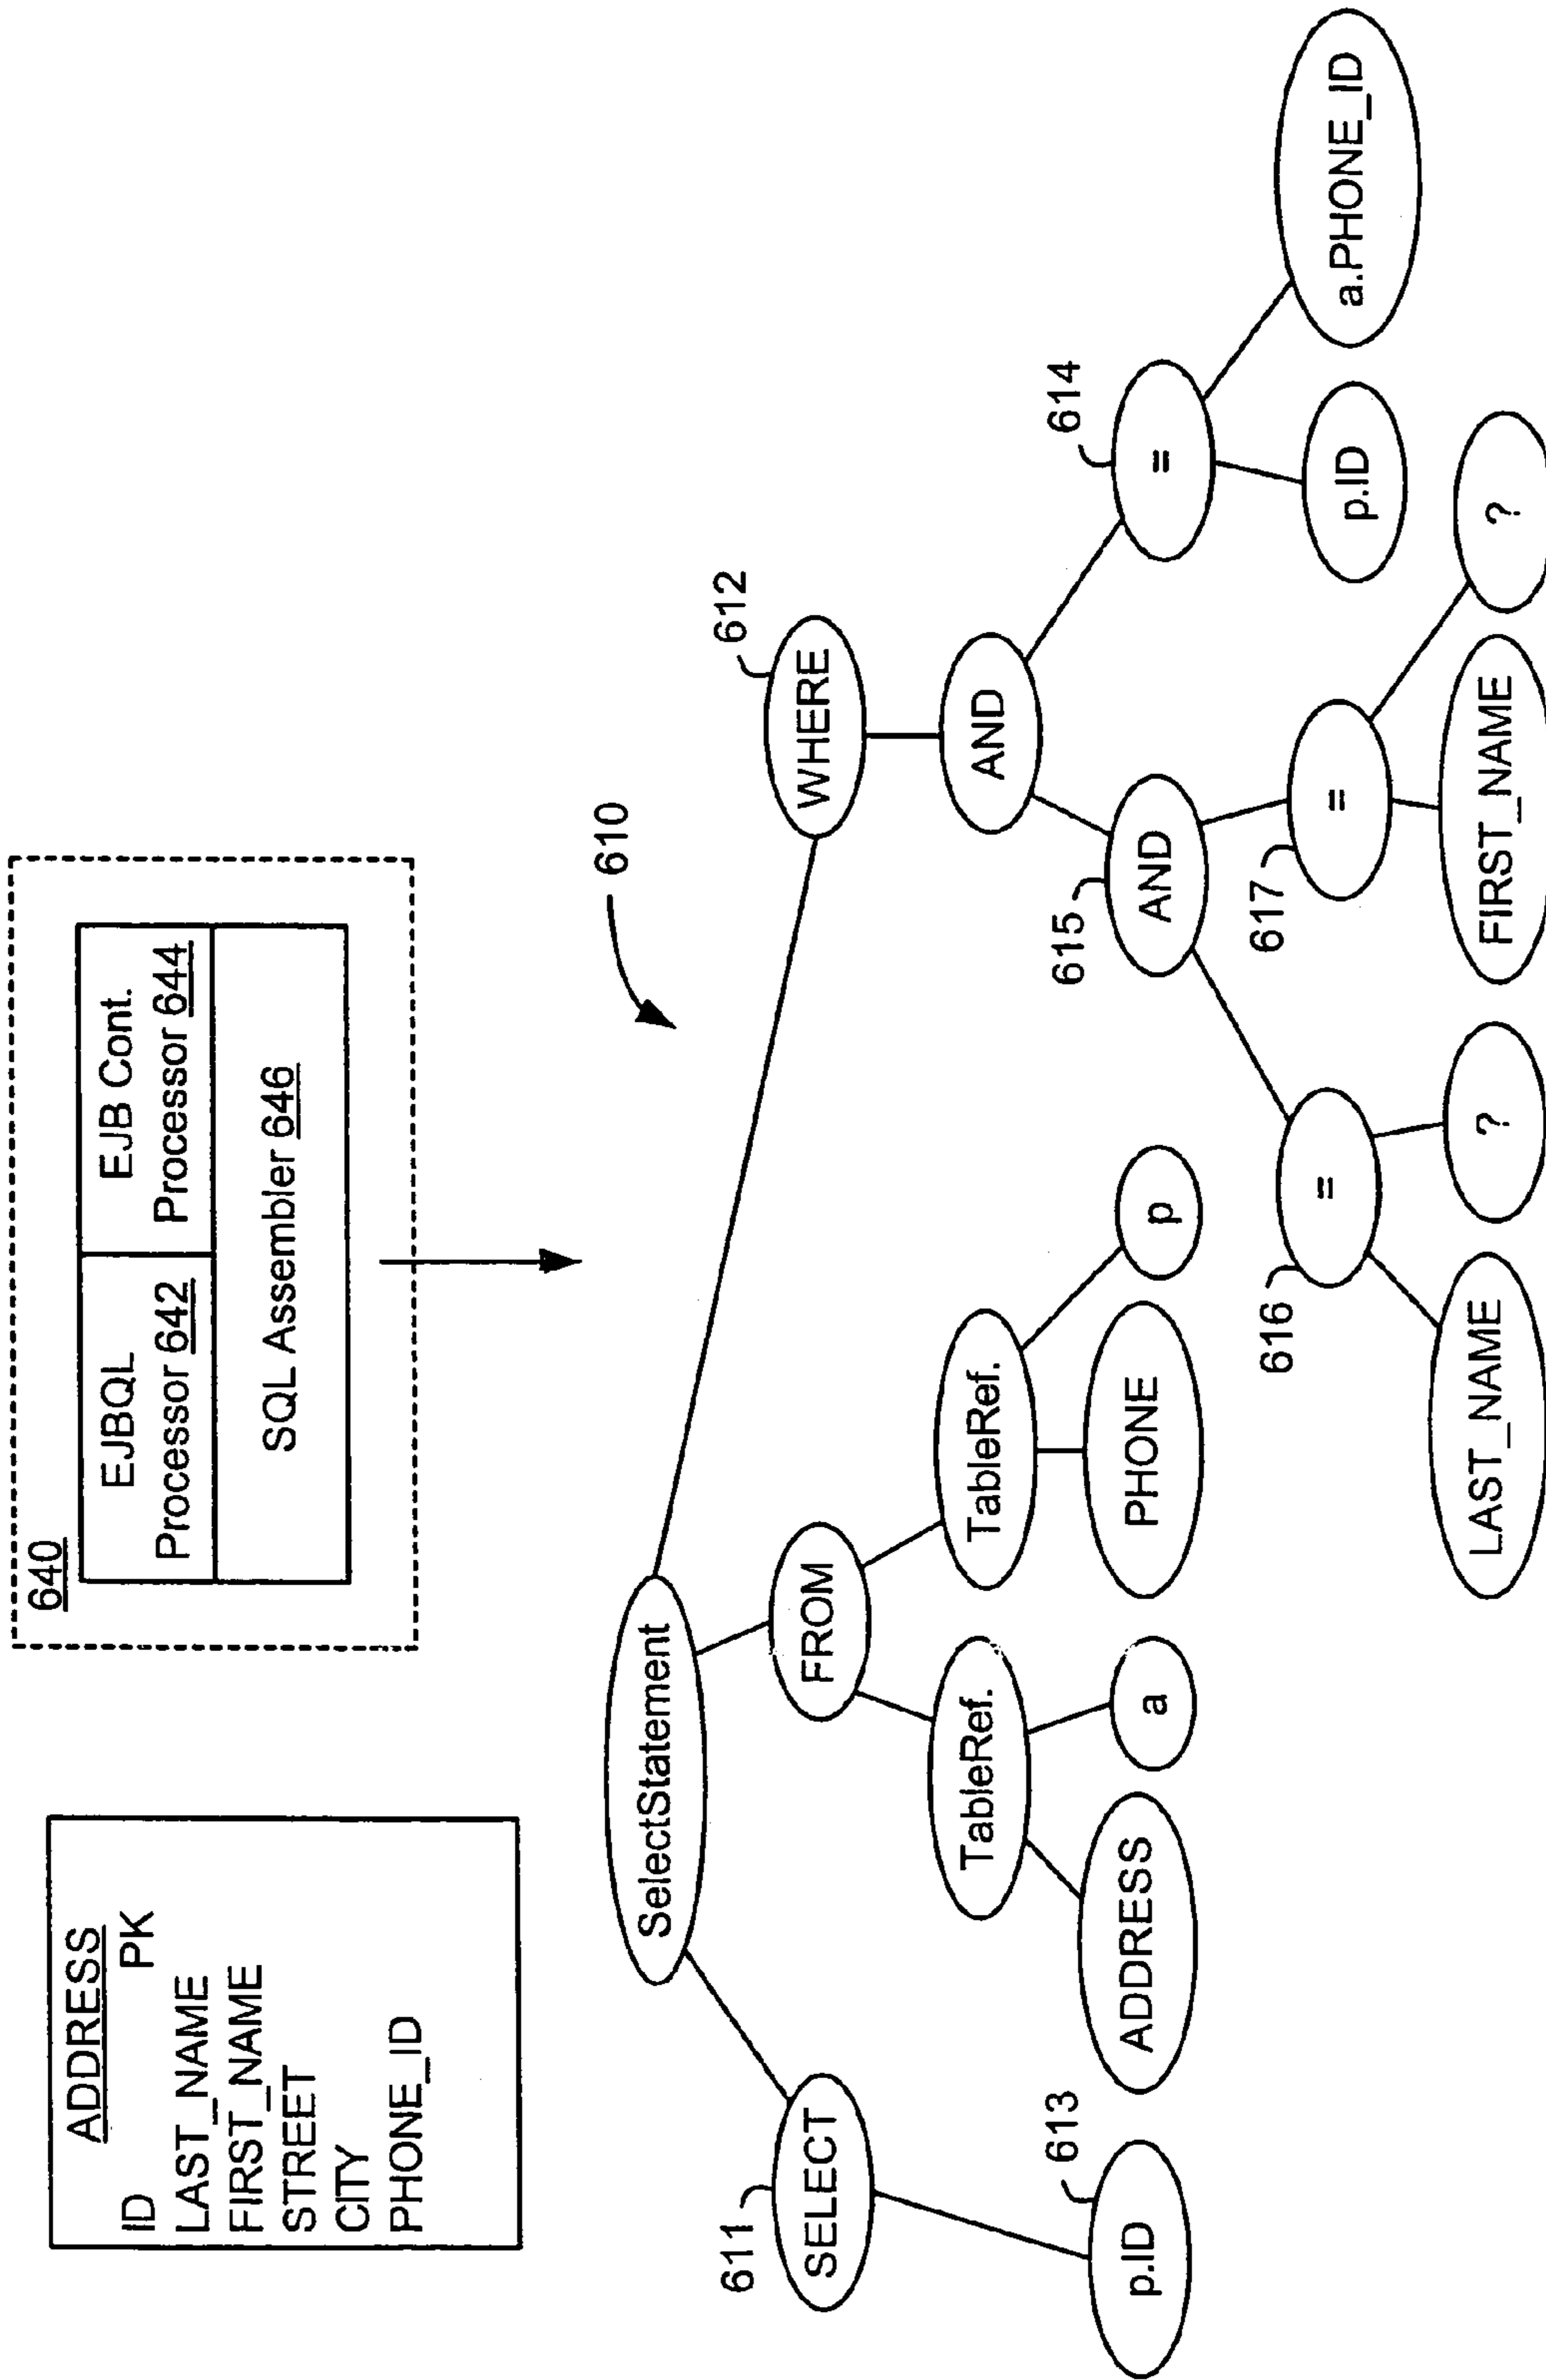 ADDRESS
ID PK
LAST_NAME
FIRST_NAME
STREET
CITY
PHONE_ID
640
EJBQL
Processor 642
EJB Cont.
Processor 644
SQL Assembler 646
610
SelectStatement
611
SELECT
FROM
612
WHERE
613
p.ID
TableRef.
TableRef.
AND
ADDRESS
a
PHONE
p
615
AND
614
=
616
=
617
=
p.ID
a.PHONE_ID
LAST_NAME
?
FIRST_NAME
?